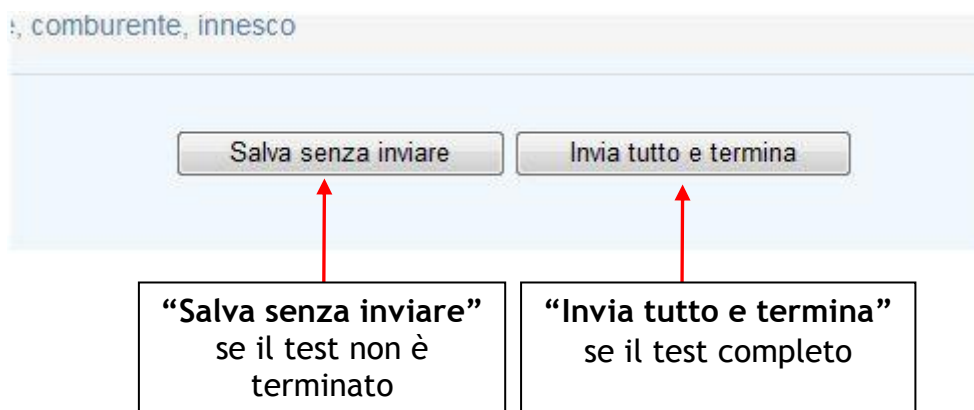 , comburente, innesco
Salva senza inviare
Invia tutto e termina
“Salva senza inviare”
se il test non è
terminato
“Invia tutto e termina”
se il test completo